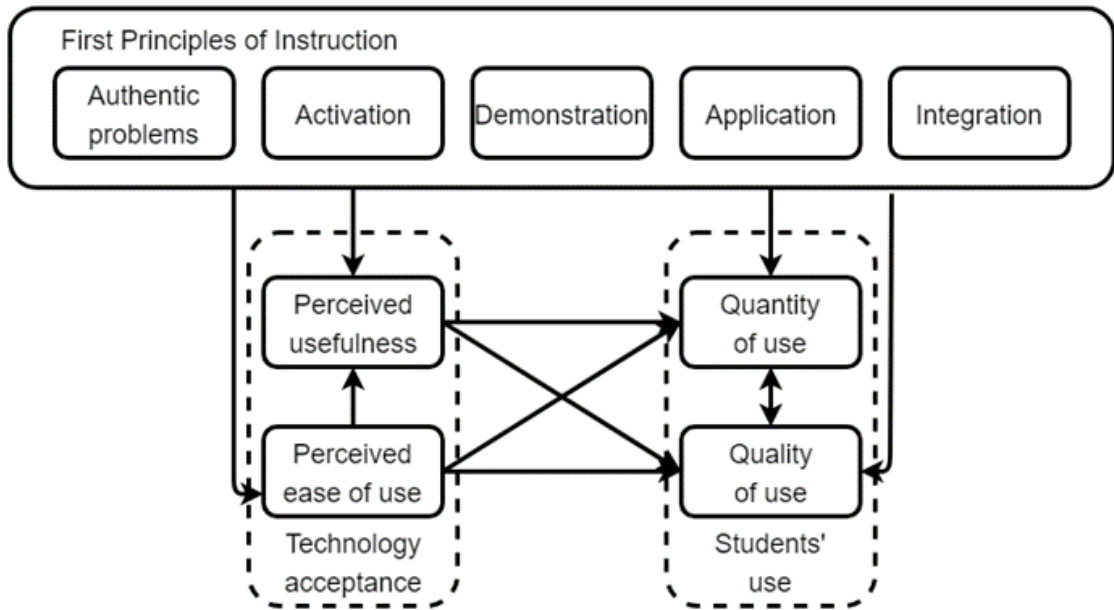 First Principles of Instruction
Authentic
problems
Activation
Demonstration
Application
Integration
Perceived
usefulness
Quantity
of use
Perceived
ease of use
Quality
of use
Technology
acceptance
Students'
use